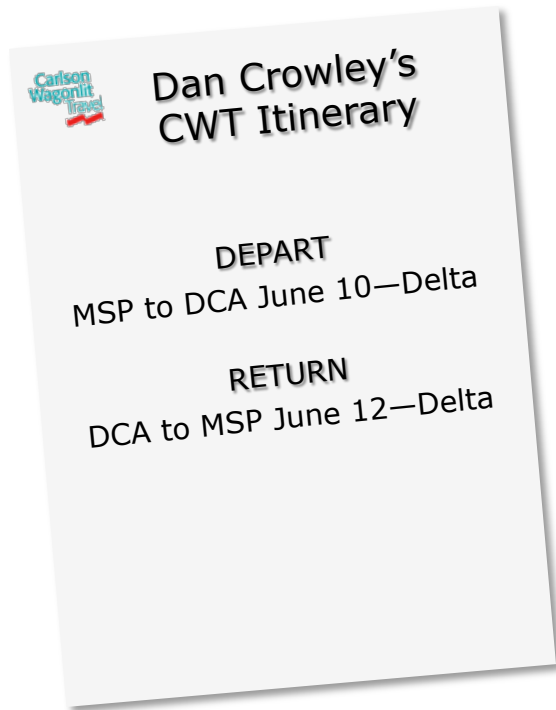 Carlson
Wagonlit
Travel
Dan Crowley’s
CWT Itinerary
DEPART
MSP to DCA June 10—Delta
RETURN
DCA to MSP June 12—Delta